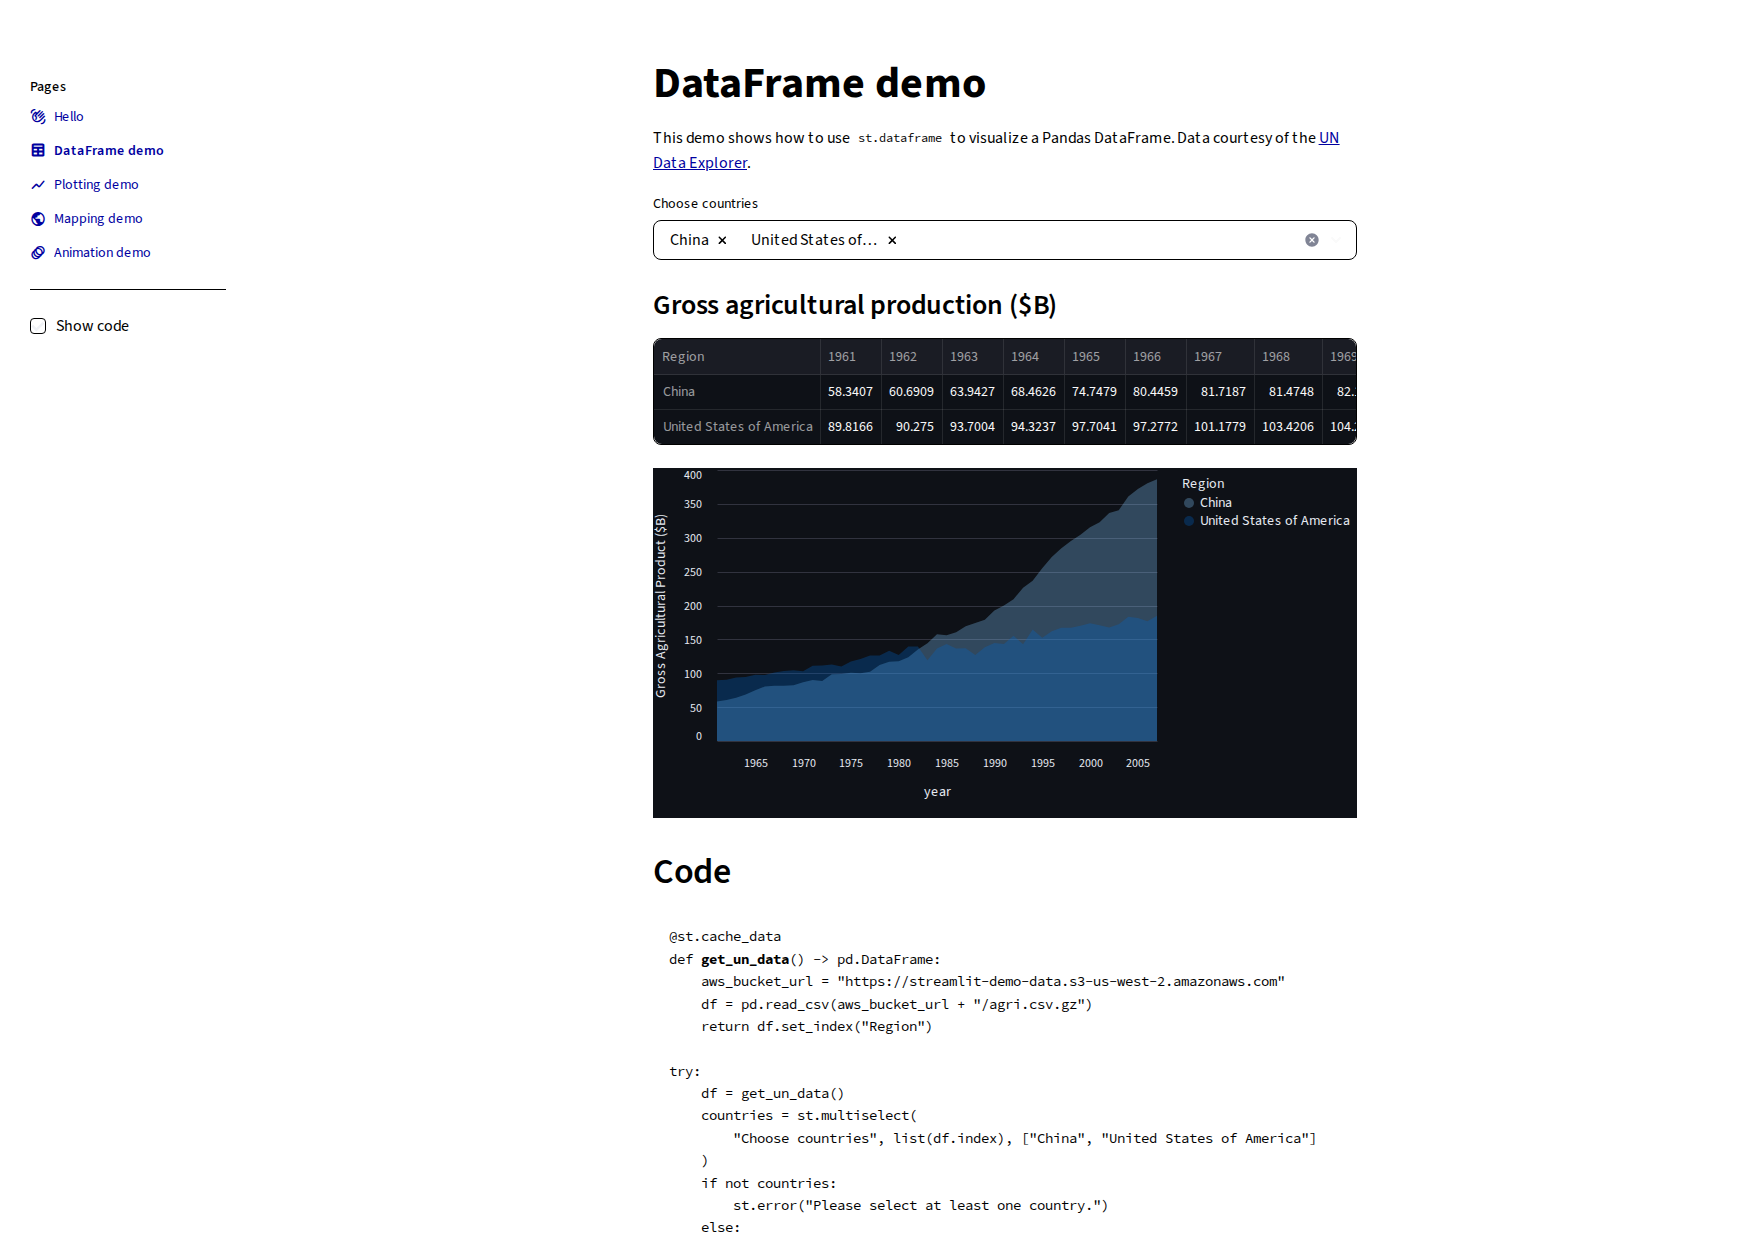 Pages
Hello
DataFrame demo
Plotting demo
Mapping demo
Animation demo
Show code
DataFrame demo
This demo shows how to use st.dataframe to visualize a Pandas DataFrame. Data courtesy of the UN
Data Explorer.
Choose countries
China United States of...
Gross agricultural production ($B)
Region 1961 1962 1963 1964 1965 1966 1967 1968 1969
China 58.3407 60.6909 63.9427 68.4626 74.7479 80.4459 81.7187 81.4748 82.
United States of America 89.8166 90.275 93.7004 94.3237 97.7041 97.2772 101.1779 103.4206 104.
Gross Agricultural Product ($B)
400
350
300
250
200
150
100
50
0
1965 1970 1975 1980 1985 1990 1995 2000 2005
year
Region
China
United States of America
Code
@st.cache_data
def get_un_data() -> pd.DataFrame:
    aws_bucket_url = "https://streamlit-demo-data.s3-us-west-2.amazonaws.com"
    df = pd.read_csv(aws_bucket_url + "/agri.csv.gz")
    return df.set_index("Region")
try:
    df = get_un_data()
    countries = st.multiselect(
        "Choose countries", list(df.index), ["China", "United States of America"]
    )
    if not countries:
        st.error("Please select at least one country.")
    else: